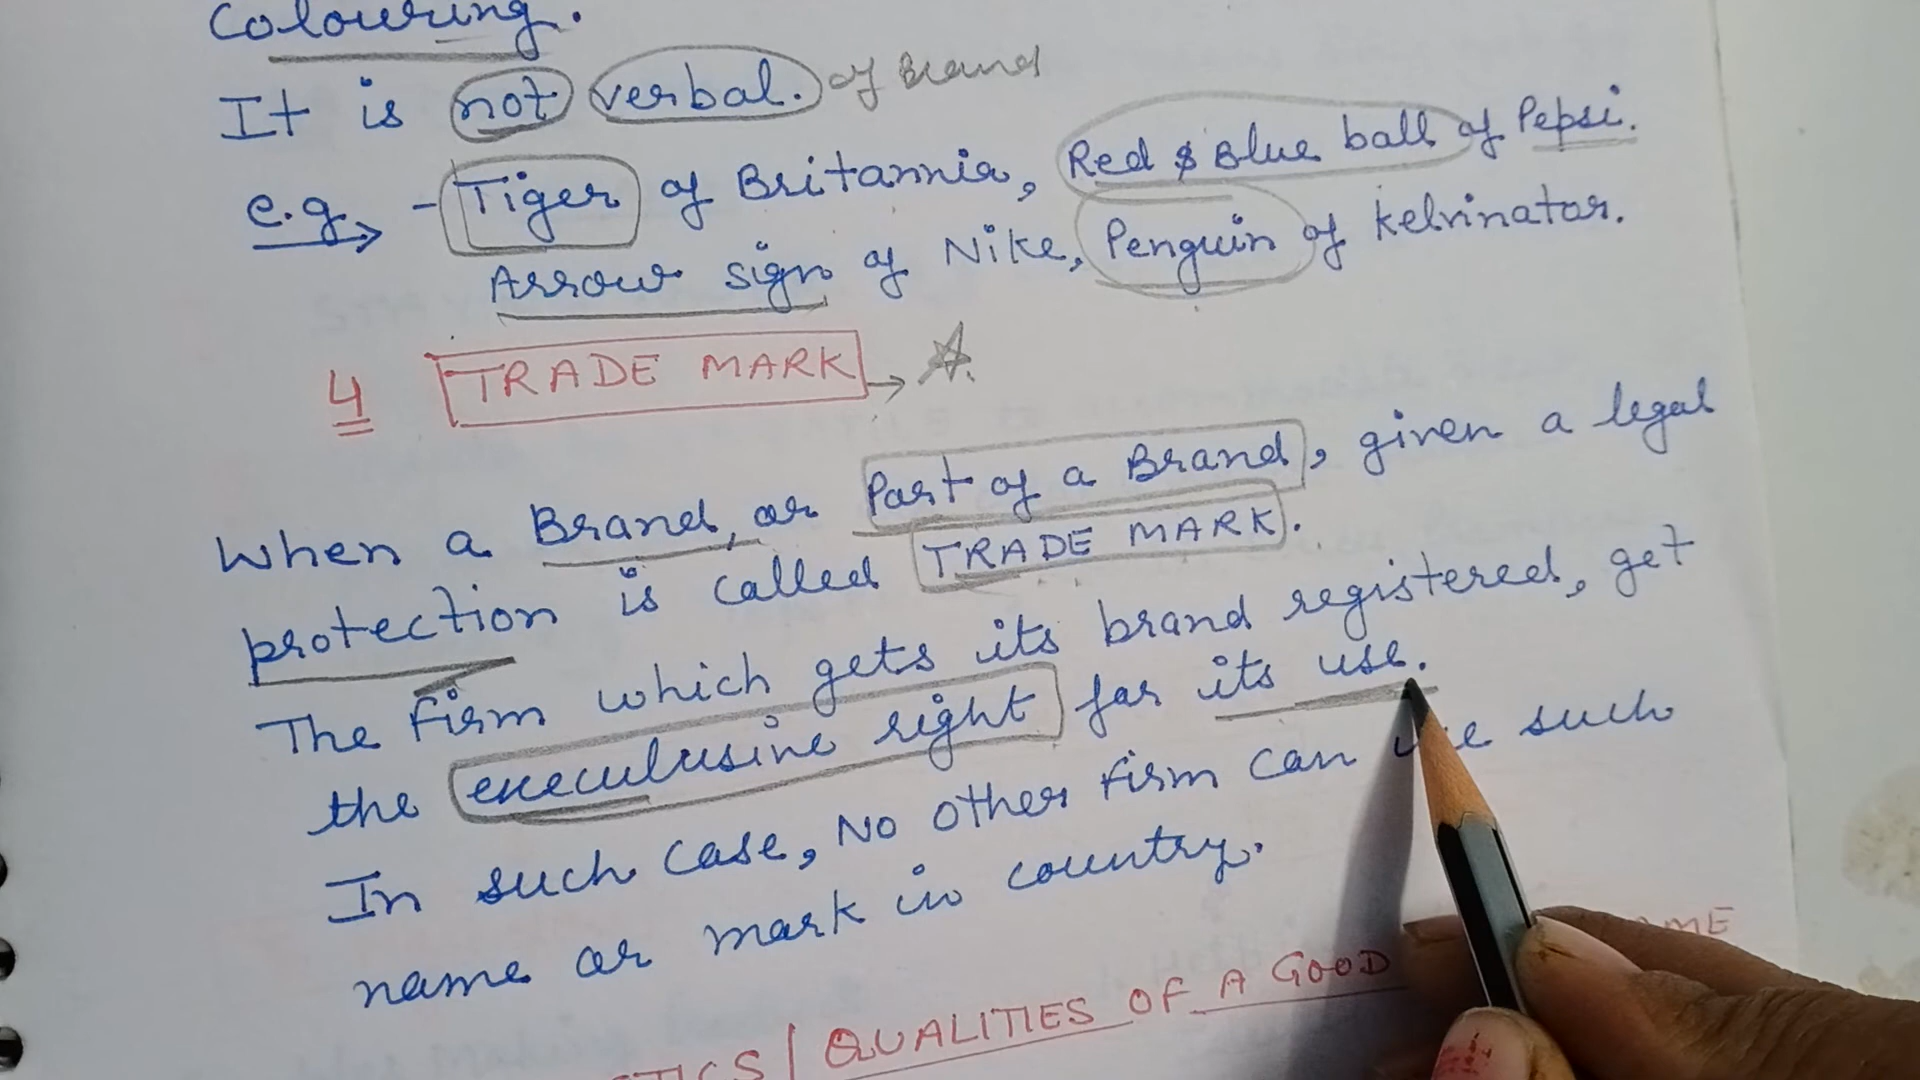 Colouring.
It is not verbal. of Brand
e.g → - Tiger of Britannia, Red & Blue ball of Pepsi.
Arrow sign of Nike, Penguin of Kelvinator.
4 TRADE MARK →
When a Brand, or Part of a Brand, given a legal
protection is called TRADE MARK.
The firm which gets its brand registered, get
the execulusive right for its use.
In such case, No other firm can use such
name or mark in country.
TICS / QUALITIES OF A GOOD AME